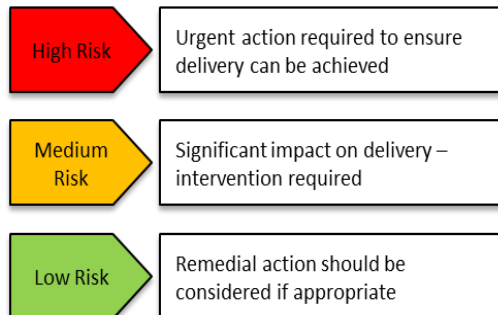 High Risk
Urgent action required to ensure
delivery can be achieved
Medium
Risk
Significant impact on delivery –
intervention required
Low Risk
Remedial action should be
considered if appropriate